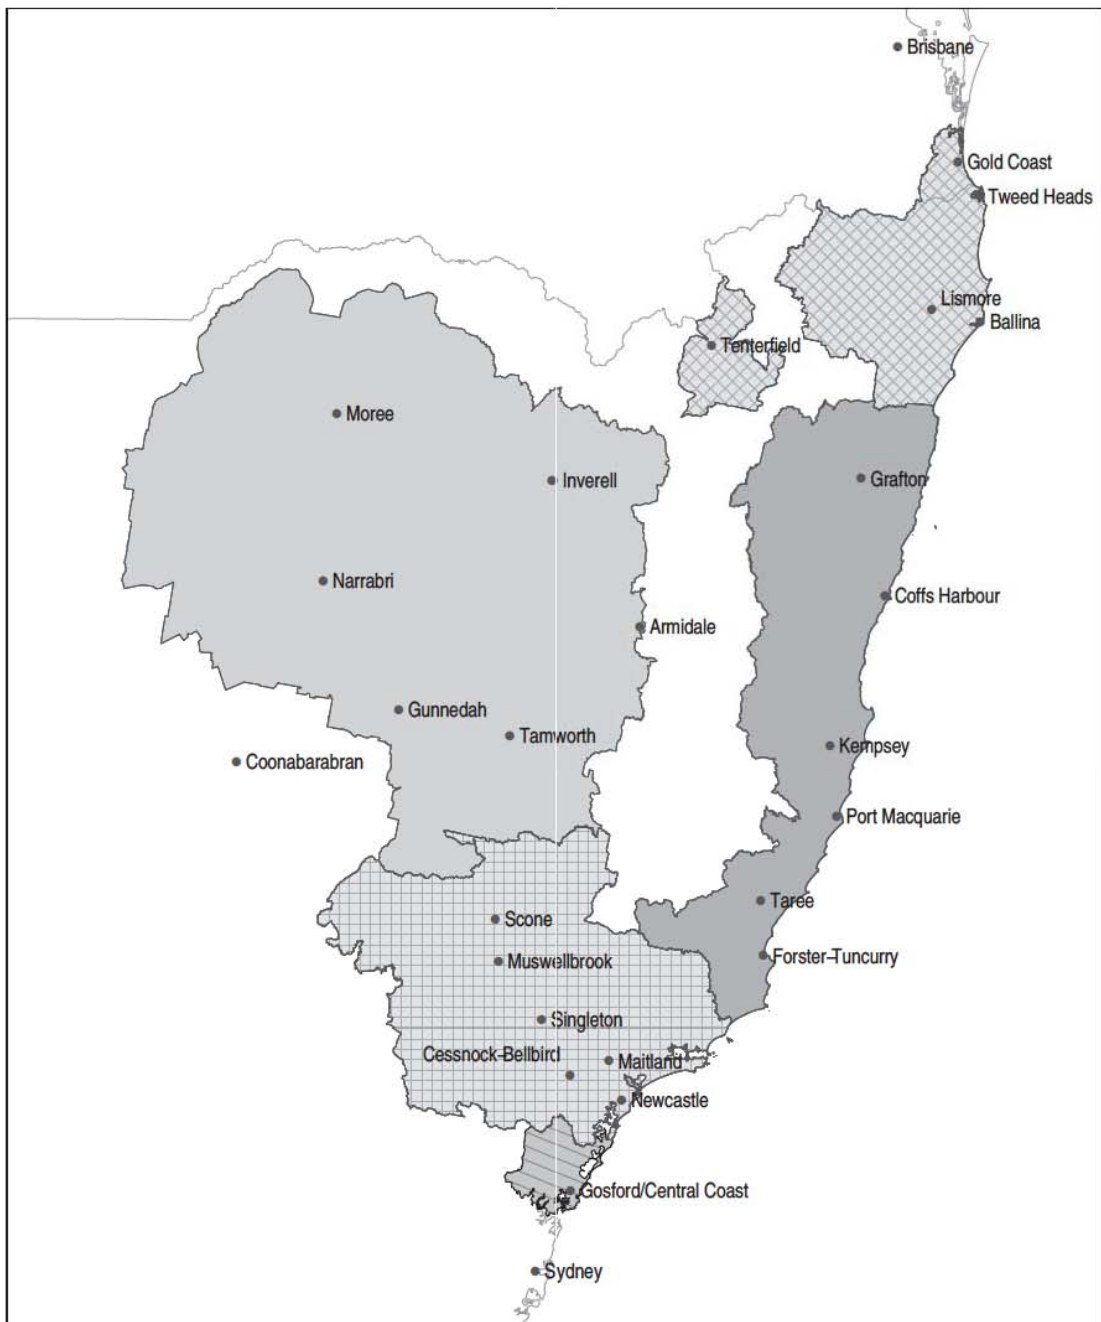 Brisbane
Gold Coast
Tweed Heads
Lismore
Ballina
Tenterfield
Moree
Inverell
Grafton
Narrabri
Coffs Harbour
Armidale
Gunnedah
Tamworth
Kempsey
Coonabarabran
Port Macquarie
Taree
Scone
Forster–Tuncurry
Muswellbrook
Singleton
Cessnock–Bellbird
Maitland
Newcastle
Gosford/Central Coast
Sydney